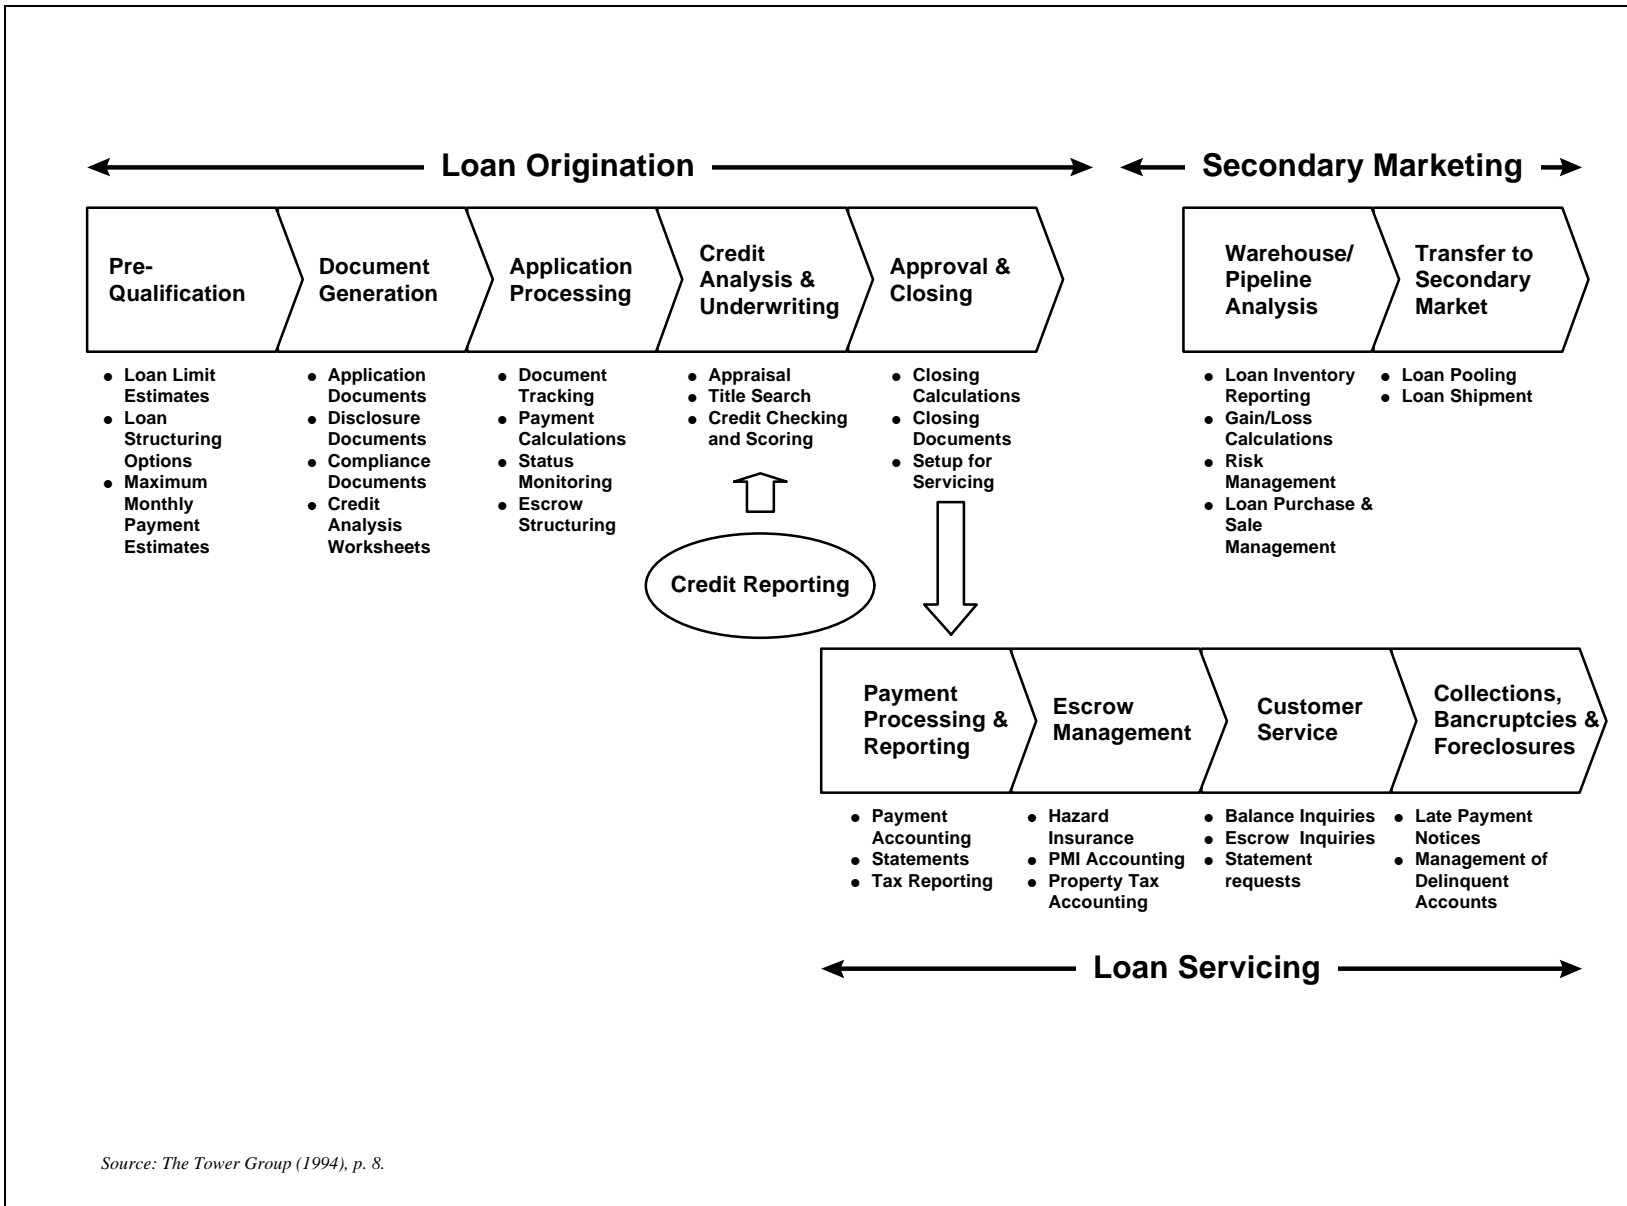 Loan Origination
Secondary Marketing
Pre-
Qualification
Document
Generation
Application
Processing
Credit
Analysis &
Underwriting
Approval &
Closing
Warehouse/
Pipeline
Analysis
Transfer to
Secondary
Market
● Loan Limit
Estimates
● Loan
Structuring
Options
● Maximum
Monthly
Payment
Estimates
● Application
Documents
● Disclosure
Documents
● Compliance
Documents
● Credit
Analysis
Worksheets
● Document
Tracking
● Payment
Calculations
● Status
Monitoring
● Escrow
Structuring
● Appraisal
● Title Search
● Credit Checking
and Scoring
● Closing
Calculations
● Closing
Documents
● Setup for
Servicing
● Loan Inventory
Reporting
● Gain/Loss
Calculations
● Risk
Management
● Loan Purchase &
Sale
Management
● Loan Pooling
● Loan Shipment
Credit Reporting
Payment
Processing &
Reporting
Escrow
Management
Customer
Service
Collections,
Bancruptcies &
Foreclosures
● Payment
Accounting
● Statements
● Tax Reporting
● Hazard
Insurance
● PMI Accounting
● Property Tax
Accounting
● Balance Inquiries
● Escrow Inquiries
● Statement
requests
● Late Payment
Notices
● Management of
Delinquent
Accounts
Loan Servicing
Source: The Tower Group (1994), p. 8.